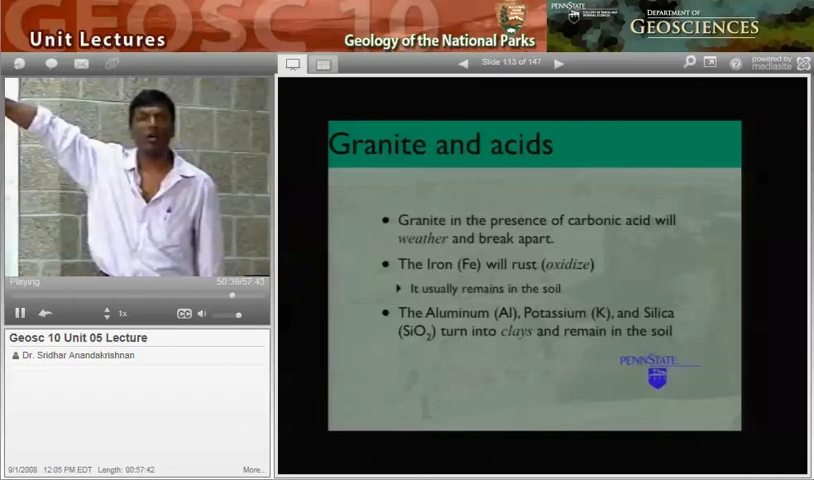 GEOSC 10
Unit Lectures
Geology of the National Parks
PENNSTATE
DEPARTMENT OF
GEOSCIENCES
Slide 113 of 147
powered by
mediasite
Granite and acids
Granite in the presence of carbonic acid will
weather and break apart.
The Iron (Fe) will rust (oxidize)
It usually remains in the soil
The Aluminum (Al), Potassium (K), and Silica
(SiO₂) turn into clays and remain in the soil
PENNSTATE
Playing
50:39/57:43
1x
CC
Geosc 10 Unit 05 Lecture
Dr. Sridhar Anandakrishnan
9/1/2008 12:05 PM EDT Length: 00:57:42
More..